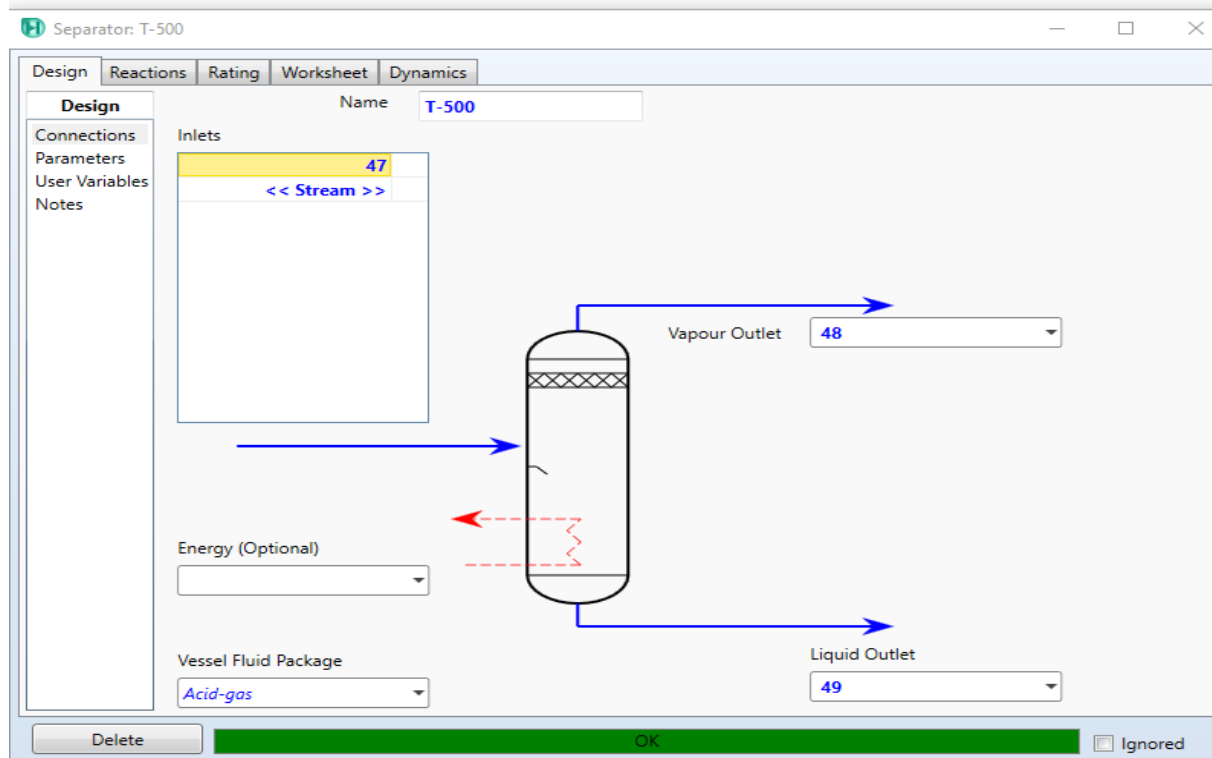 Separator: T-500
Design Reactions Rating Worksheet Dynamics
Design
Connections
Parameters
User Variables
Notes
Name T-500
Inlets
47
<< Stream >>
Vapour Outlet 48
Energy (Optional)
Vessel Fluid Package
Acid-gas
Liquid Outlet
49
Delete OK Ignored